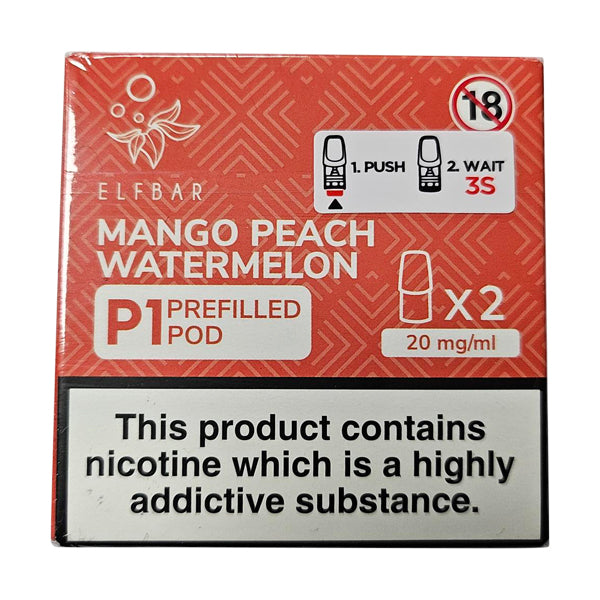 18
1. PUSH
2. WAIT
3S
ELFBAR
MANGO PEACH
WATERMELON
P1 PREFILLED
POD
X2
20 mg/ml
This product contains
nicotine which is a highly
addictive substance.